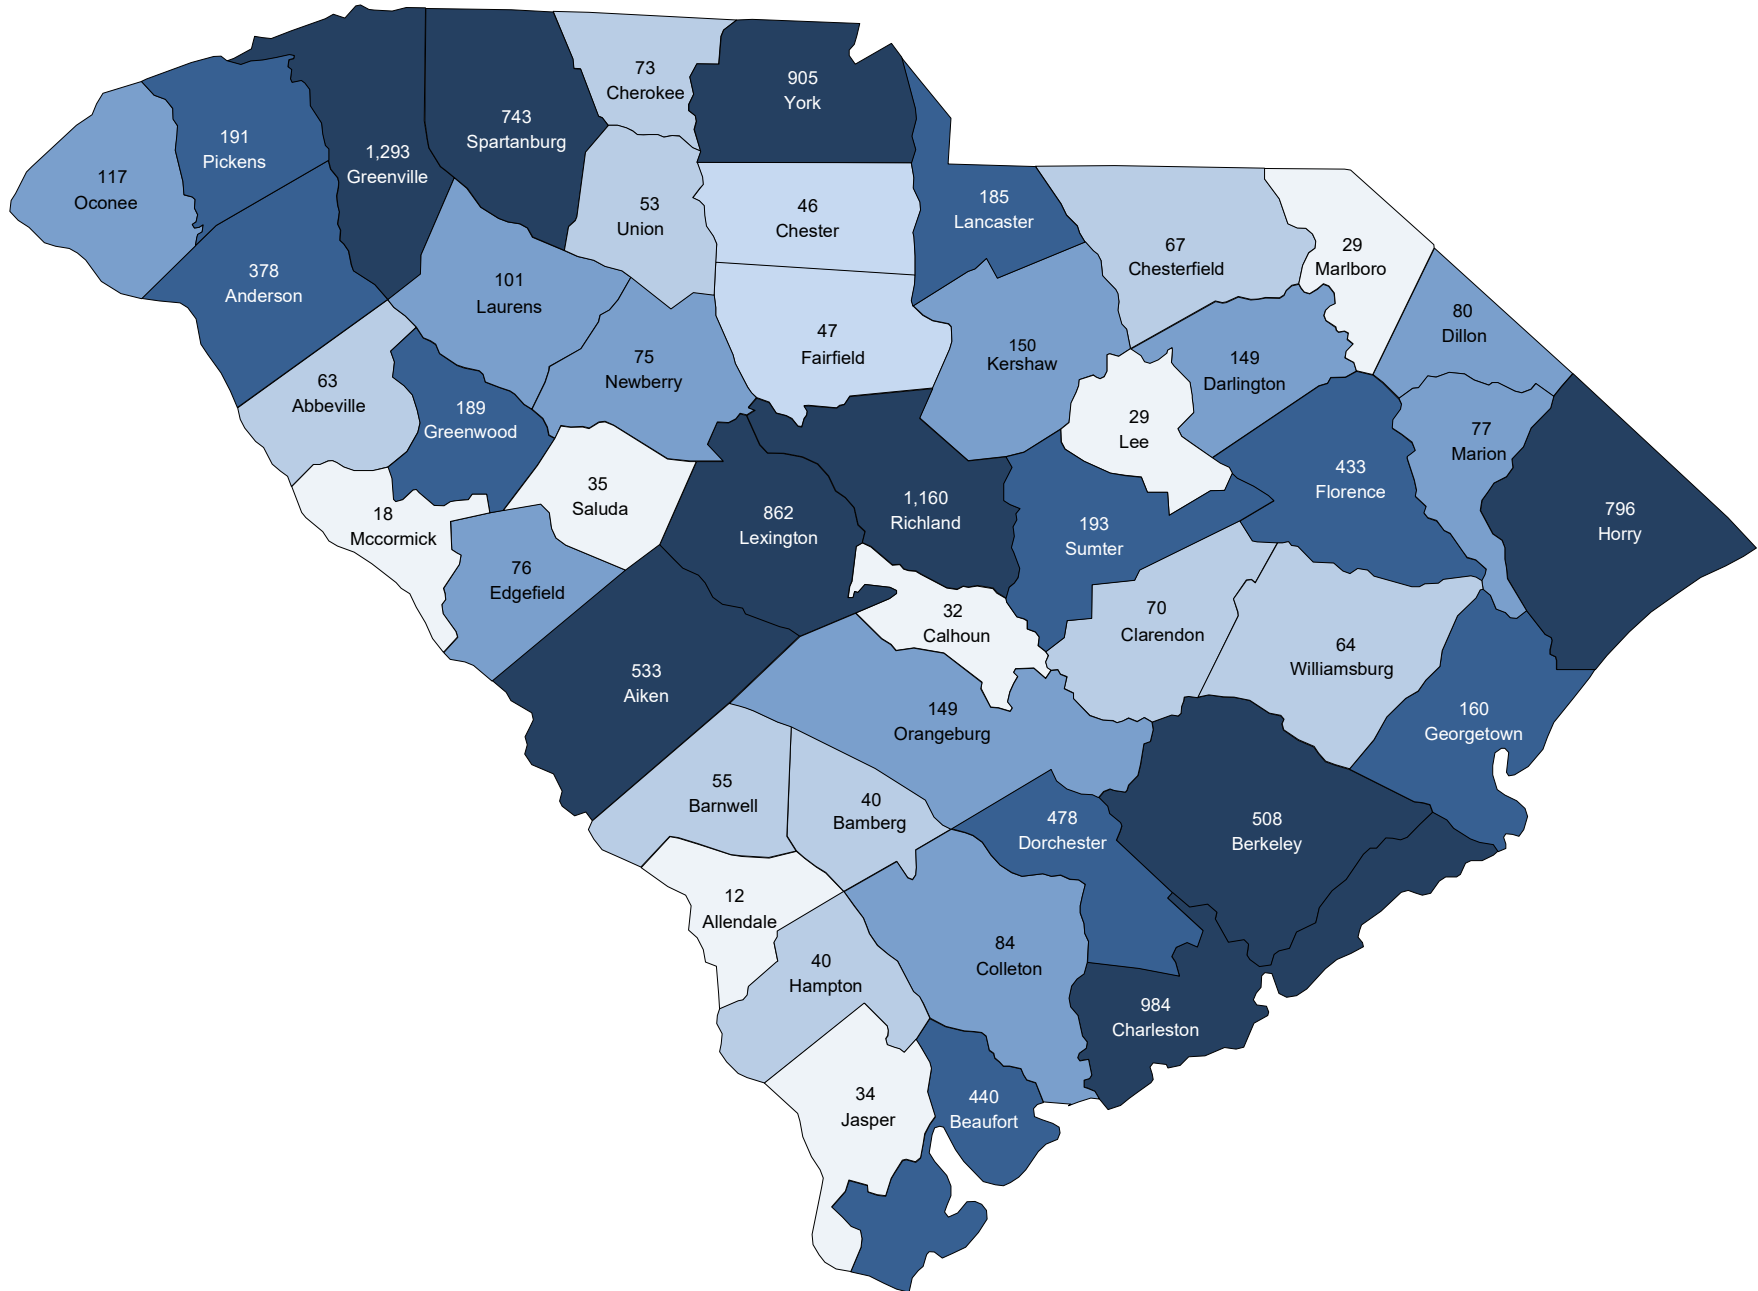 73
Cherokee
905
York
743
Spartanburg
191
Pickens
1,293
Greenville
117
Oconee
53
Union
46
Chester
185
Lancaster
67
Chesterfield
29
Marlboro
378
Anderson
101
Laurens
80
Dillon
47
Fairfield
150
Kershaw
75
Newberry
149
Darlington
63
Abbeville
189
Greenwood
29
Lee
77
Marion
433
Florence
35
Saluda
18
Mccormick
862
Lexington
1,160
Richland
193
Sumter
796
Horry
76
Edgefield
32
Calhoun
70
Clarendon
64
Williamsburg
533
Aiken
149
Orangeburg
160
Georgetown
55
Barnwell
40
Bamberg
478
Dorchester
508
Berkeley
12
Allendale
84
Colleton
40
Hampton
984
Charleston
34
Jasper
440
Beaufort